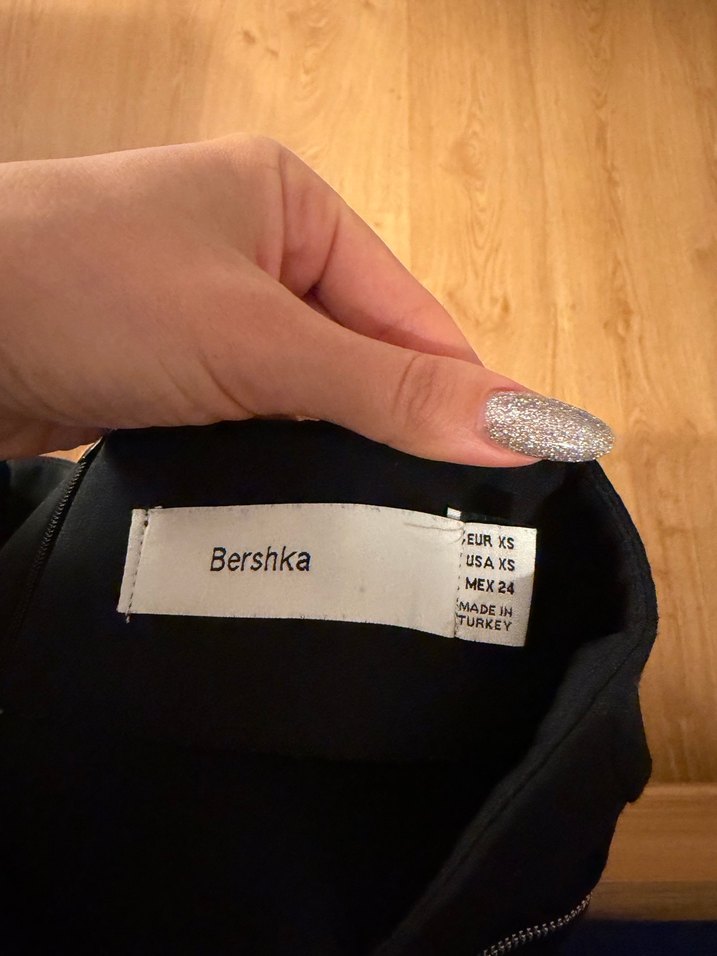 Bershka
EUR XS
USA XS
MEX 24
MADE IN
TURKEY